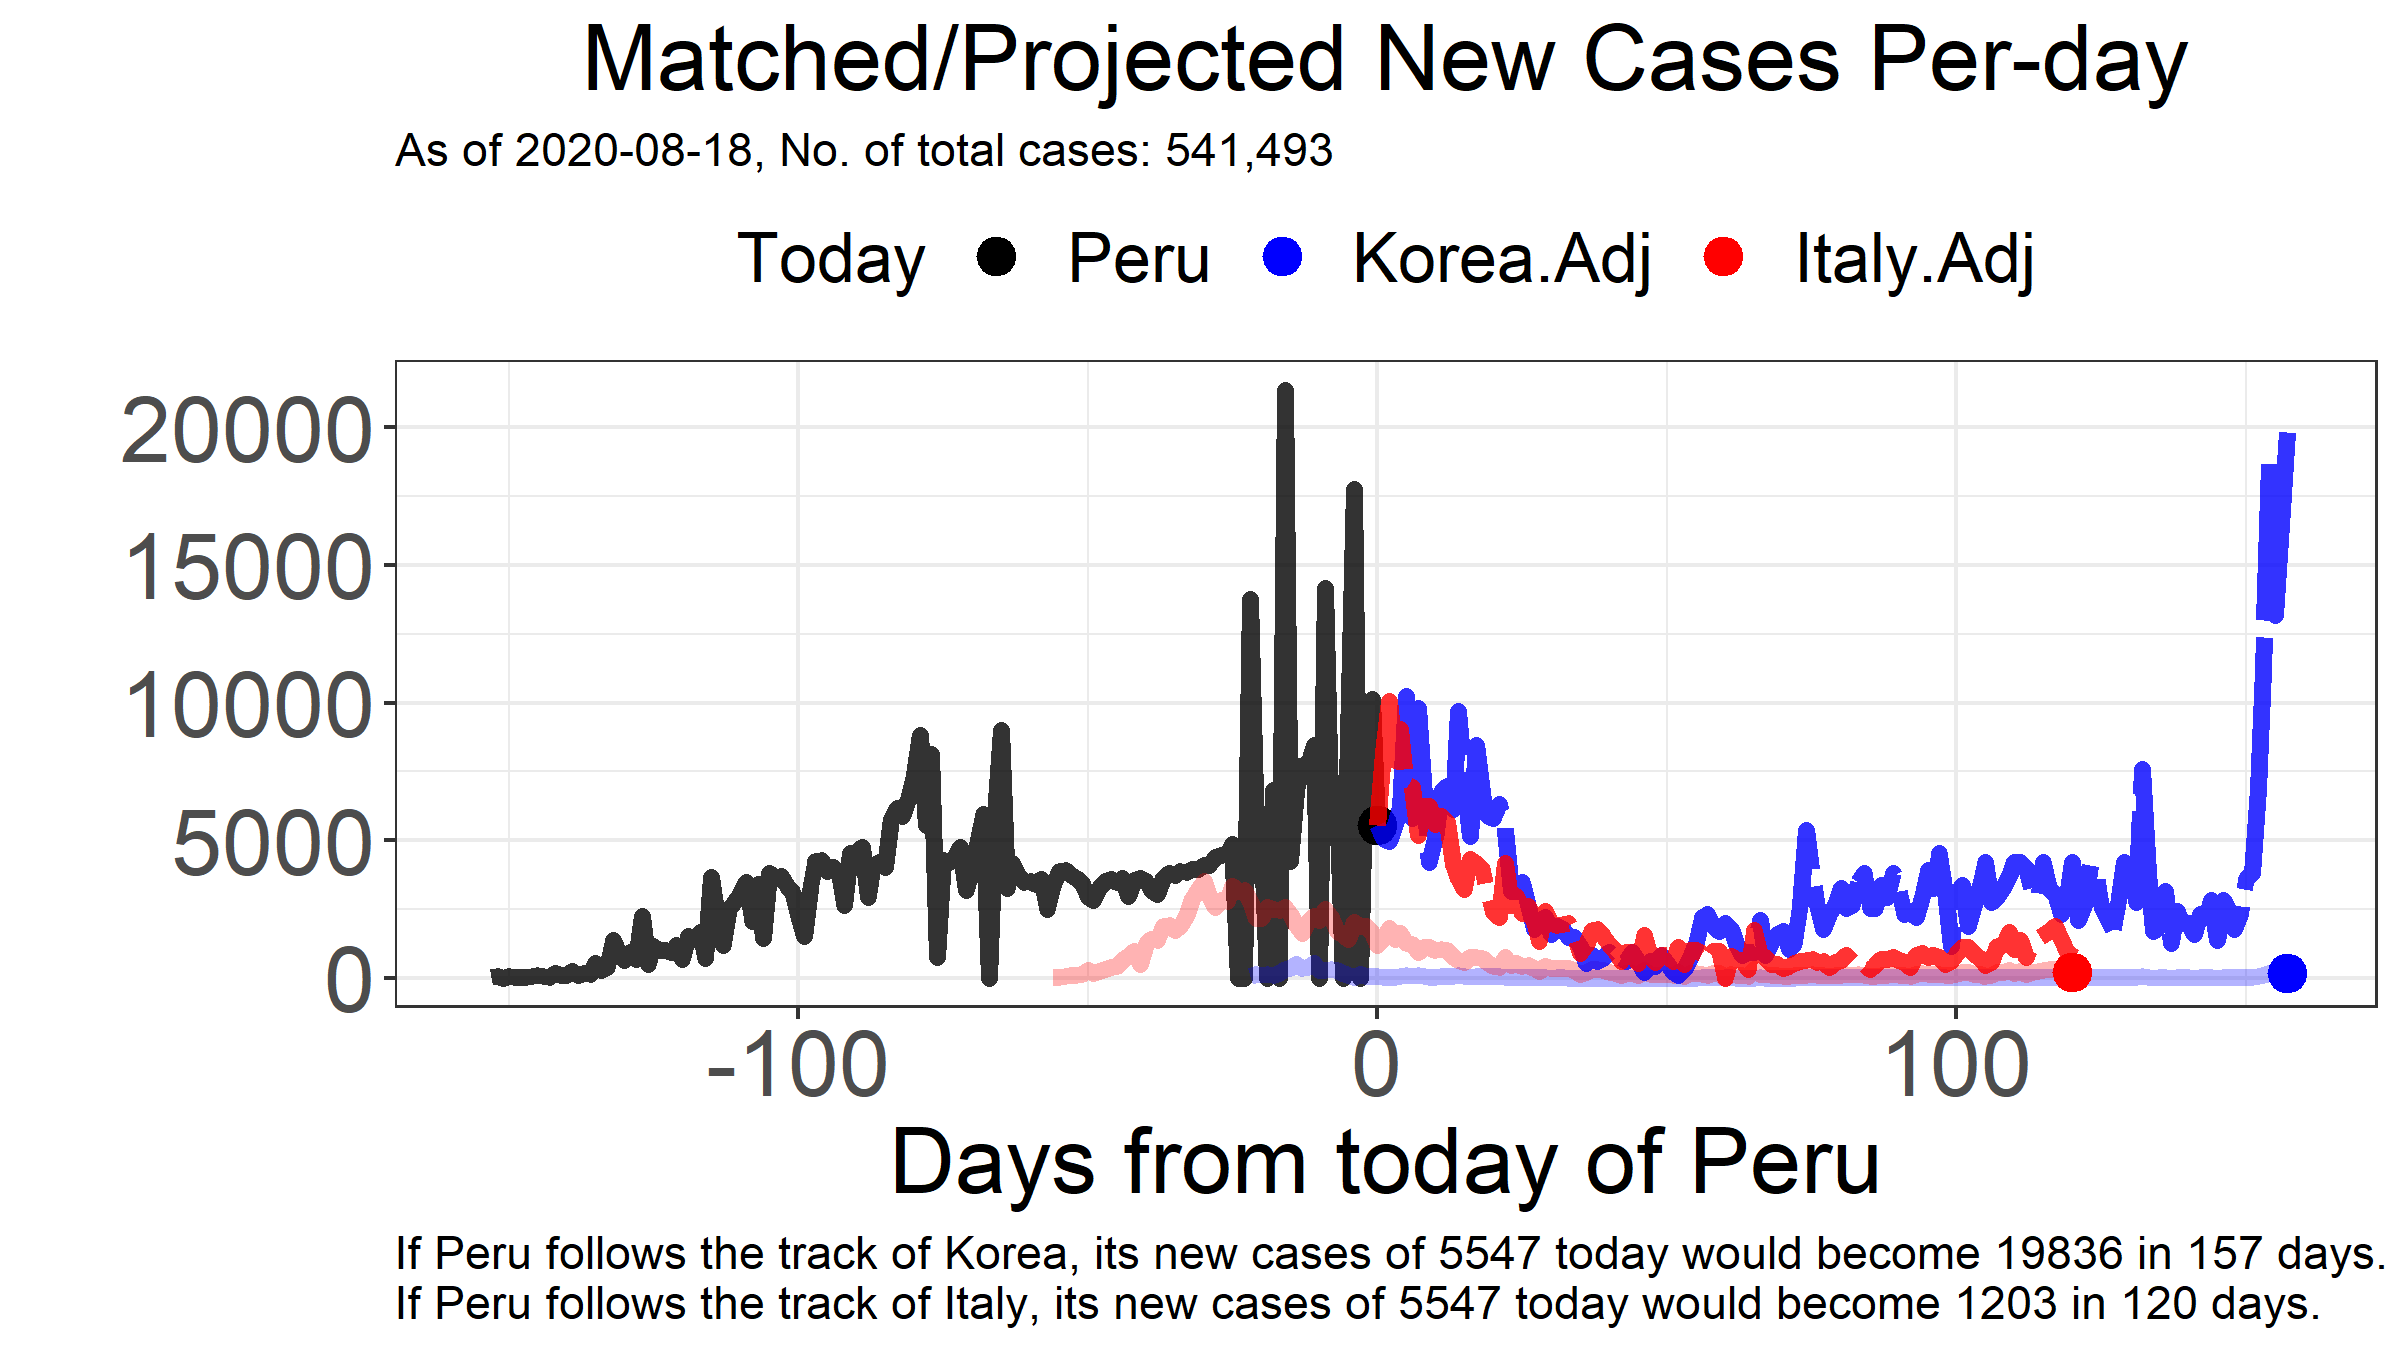 Matched/Projected New Cases Per-day
As of 2020-08-18, No. of total cases: 541,493
Today Peru Korea.Adj Italy.Adj
20000
15000
10000
5000
0
-100 0 100
Days from today of Peru
If Peru follows the track of Korea, its new cases of 5547 today would become 19836 in 157 days.
If Peru follows the track of Italy, its new cases of 5547 today would become 1203 in 120 days.